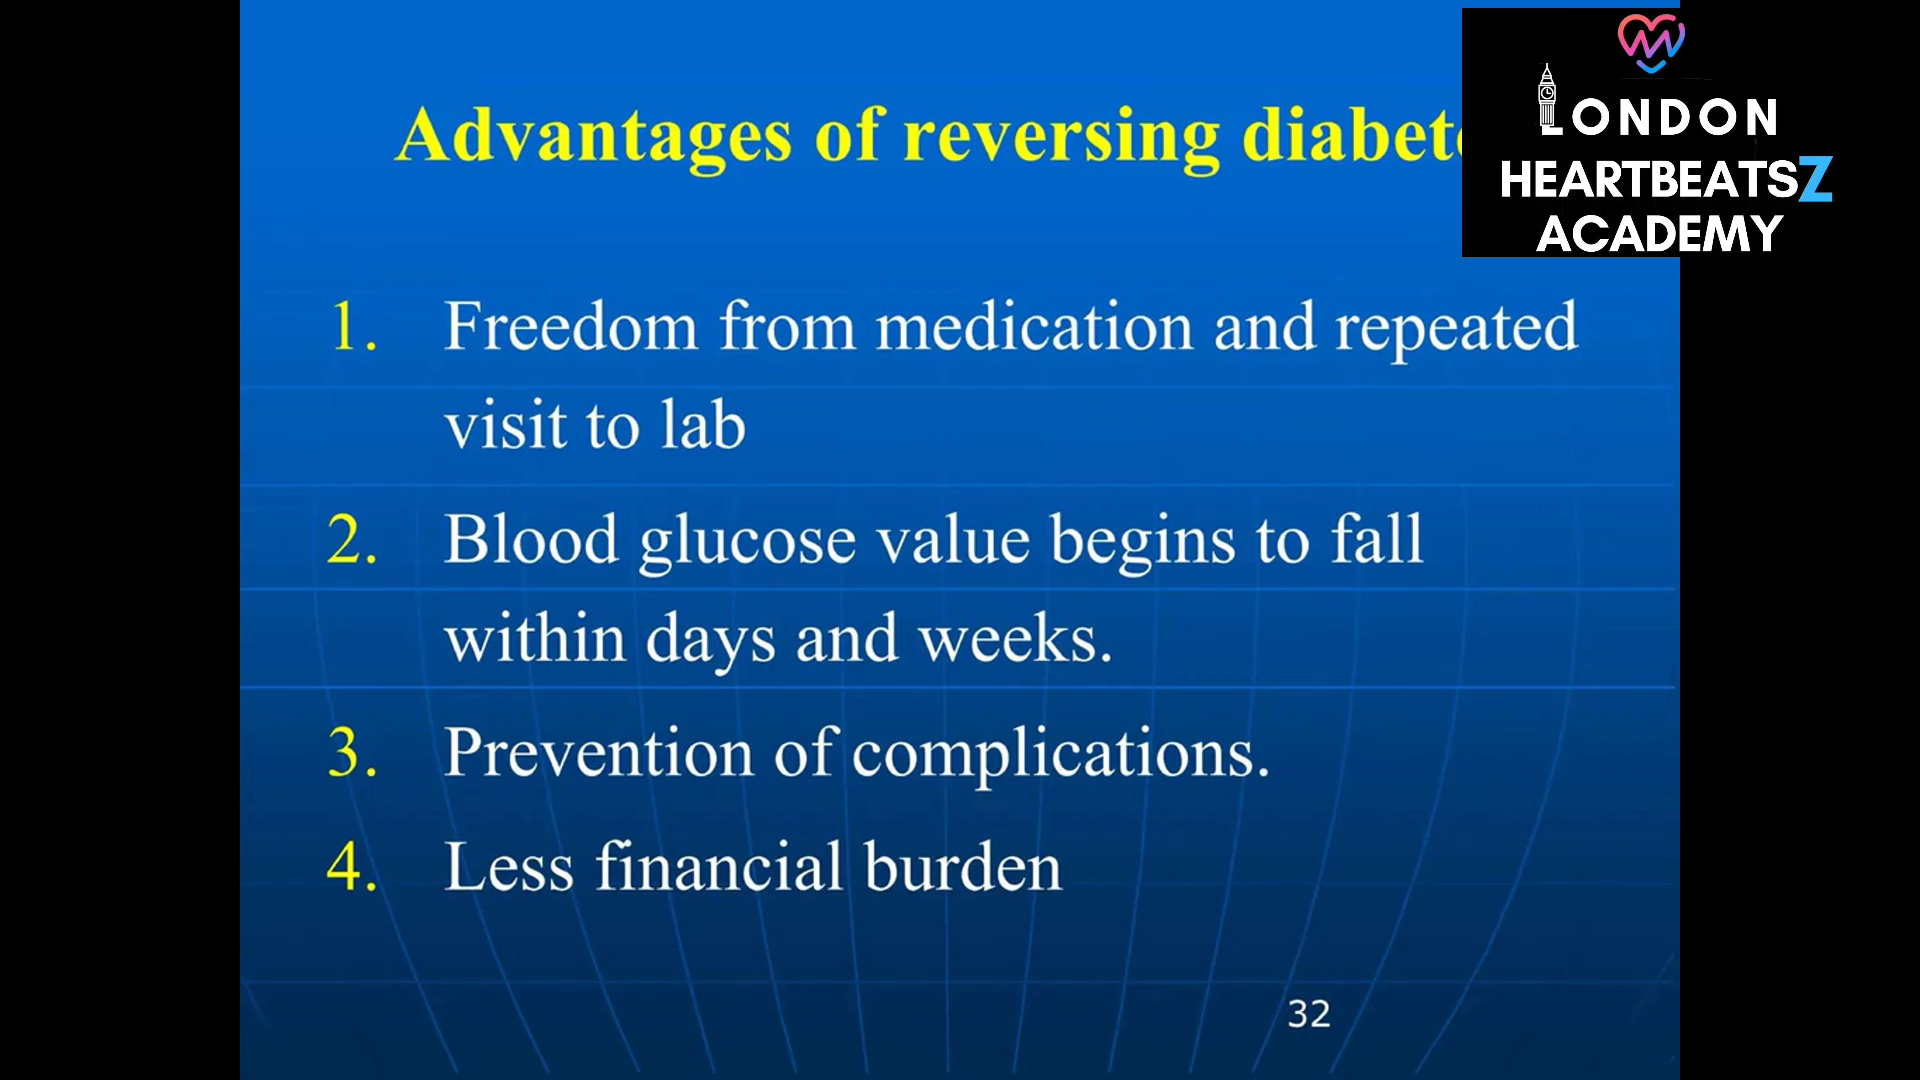 Advantages of reversing
LONDON
HEARTBEATSZ
ACADEMY
1. Freedom from medication and repeated
visit to lab
2. Blood glucose value begins to fall
within days and weeks.
3. Prevention of complications.
4. Less financial burden
32